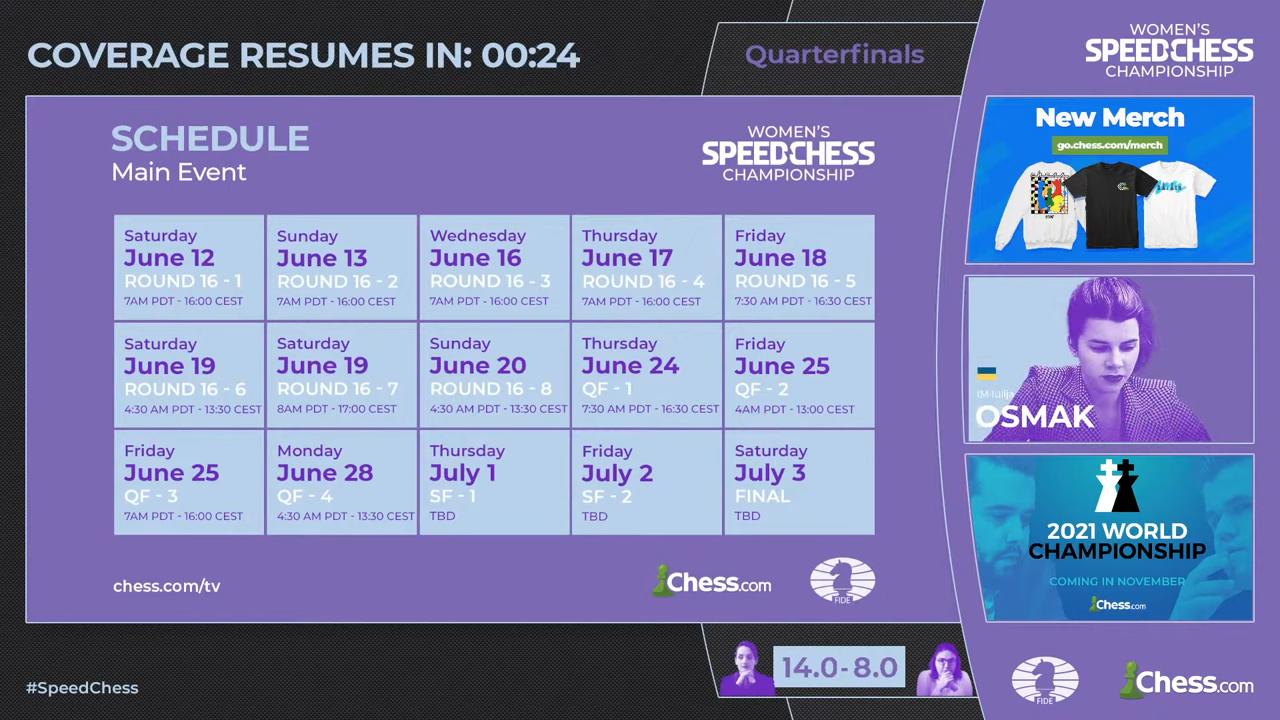 COVERAGE RESUMES IN: 00:24
Quarterfinals
WOMEN'S
SPEEDCHESS
CHAMPIONSHIP
SCHEDULE
Main Event
WOMEN'S
SPEEDCHESS
CHAMPIONSHIP
Saturday
June 12
ROUND 16 - 1
7AM PDT - 16:00 CEST
Sunday
June 13
ROUND 16 - 2
7AM PDT - 16:00 CEST
Wednesday
June 16
ROUND 16 - 3
7AM PDT - 16:00 CEST
Thursday
June 17
ROUND 16 - 4
7AM PDT - 16:00 CEST
Friday
June 18
ROUND 16 - 5
7:30 AM PDT - 16:30 CEST
Saturday
June 19
ROUND 16 - 6
4:30 AM PDT - 13:30 CEST
Saturday
June 19
ROUND 16 - 7
8AM PDT - 17:00 CEST
Sunday
June 20
ROUND 16 - 8
4:30 AM PDT - 13:30 CEST
Thursday
June 24
QF - 1
7:30 AM PDT - 16:30 CEST
Friday
June 25
QF - 2
4AM PDT - 13:00 CEST
Friday
June 25
QF - 3
7AM PDT - 16:00 CEST
Monday
June 28
QF - 4
4:30 AM PDT - 13:30 CEST
Thursday
July 1
SF - 1
TBD
Friday
July 2
SF - 2
TBD
Saturday
July 3
FINAL
TBD
chess.com/tv
Chess.com
FIDE
New Merch
go.chess.com/merch
IM Iulija
OSMAK
2021 WORLD
CHAMPIONSHIP
COMING IN NOVEMBER
Chess.com
#SpeedChess
14.0 - 8.0
FIDE
Chess.com